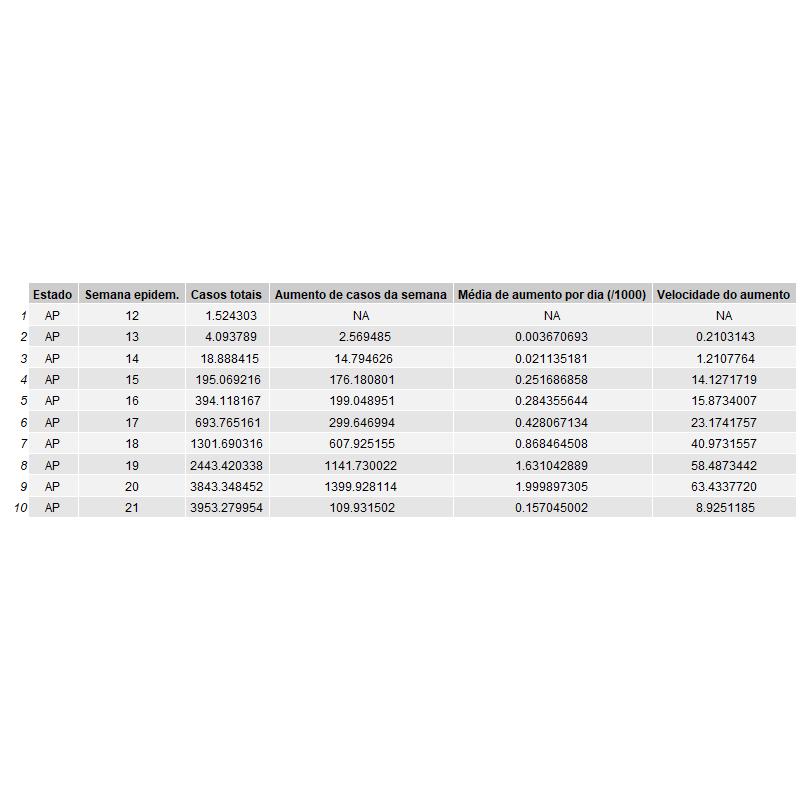 Estado Semana epidem. Casos totais Aumento de casos da semana Média de aumento por dia (/1000) Velocidade do aumento
1 AP 12 1.524303 NA NA NA
2 AP 13 4.093789 2.569485 0.003670693 0.2103143
3 AP 14 18.888415 14.794626 0.021135181 1.2107764
4 AP 15 195.069216 176.180801 0.251686858 14.1271719
5 AP 16 394.118167 199.048951 0.284355644 15.8734007
6 AP 17 693.765161 299.646994 0.428067134 23.1741757
7 AP 18 1301.690316 607.925155 0.868464508 40.9731557
8 AP 19 2443.420338 1141.730022 1.631042889 58.4873442
9 AP 20 3843.348452 1399.928114 1.999897305 63.4337720
10 AP 21 3953.279954 109.931502 0.157045002 8.9251185